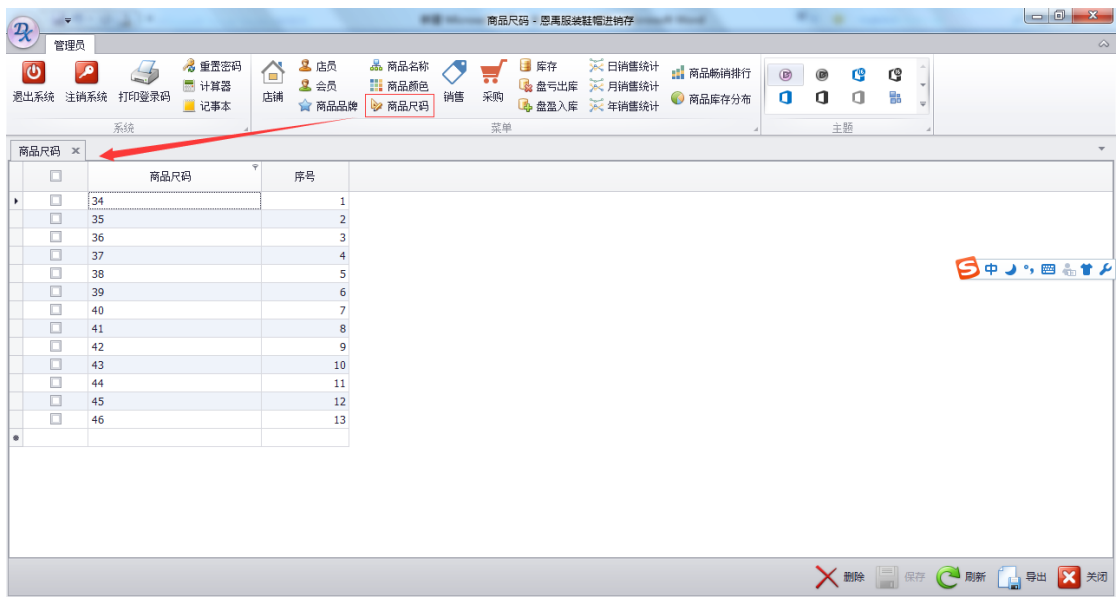 商品尺码 - 恩禹服装鞋帽进销存
管理员
退出系统
注销系统
打印登录码
重置密码
计算器
记事本
系统
店铺
店员
会员
商品品牌
商品名称
商品颜色
商品尺码
销售
采购
库存
盘亏出库
盘盈入库
日销售统计
月销售统计
年销售统计
商品畅销排行
商品库存分布
菜单
主题
商品尺码
商品尺码 序号
34 1
35 2
36 3
37 4
38 5
39 6
40 7
41 8
42 9
43 10
44 11
45 12
46 13
中
删除 保存 刷新 导出 关闭